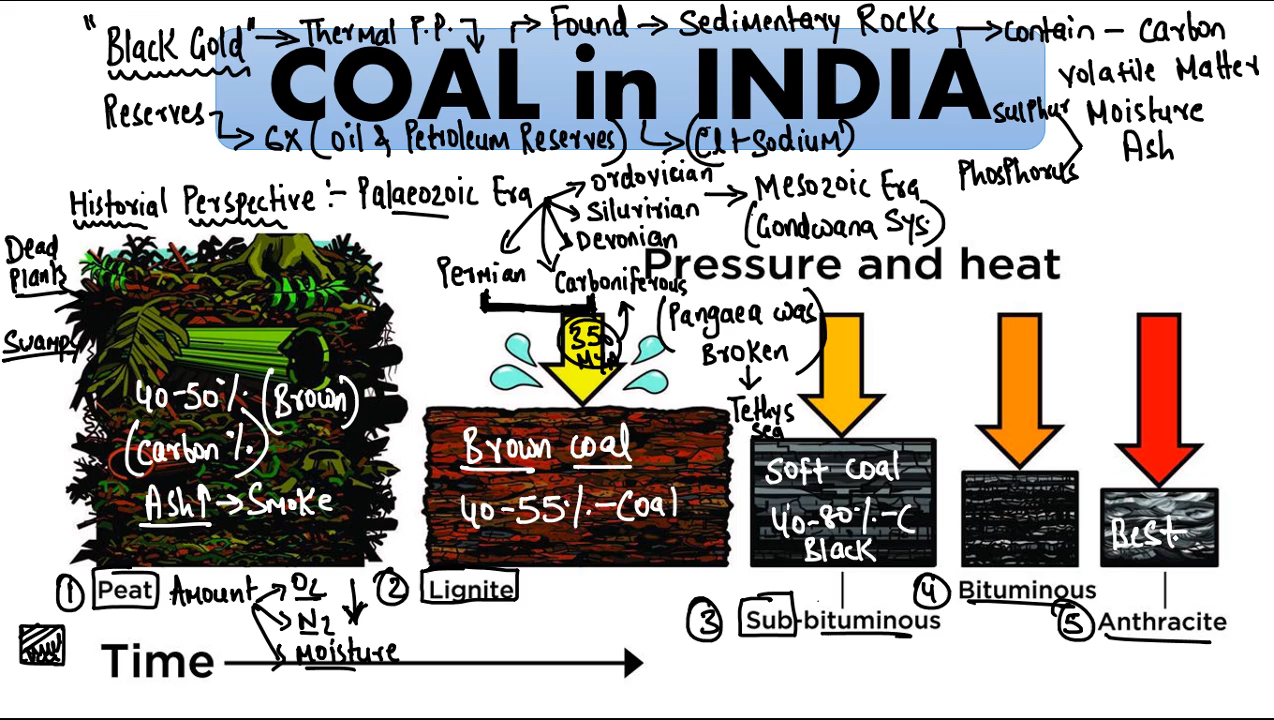 "Black Gold" → Thermal P.P. → Found → Sedimentary Rocks → contain - Carbon
volatile Matter
COAL in INDIA
sulphur Moisture
Phosphorus Ash
Reserves → 6x (Oil & Petroleum Reserves) → (Cl + Sodium)
Historial Perspective :- Palaeozoic Era
Ordovician
Silurian
Devonian
Carboniferous
Permian
→ Mesozoic Era
(Gondwana Sys.)
Pressure and heat
Dead
Plants
Swamps
350
(Pangaea was
Broken)
↓
Tethys
Sea
40-50% (Brown)
(Carbon %)
Ash↑ → Smoke
Brown coal
40-55% - Coal
Soft coal
40-80% - C
Black
Best
① Peat
Amount → O2 ↓
→ N2
→ Moisture
② Lignite
③ Sub-bituminous
④ Bituminous
⑤ Anthracite
Time